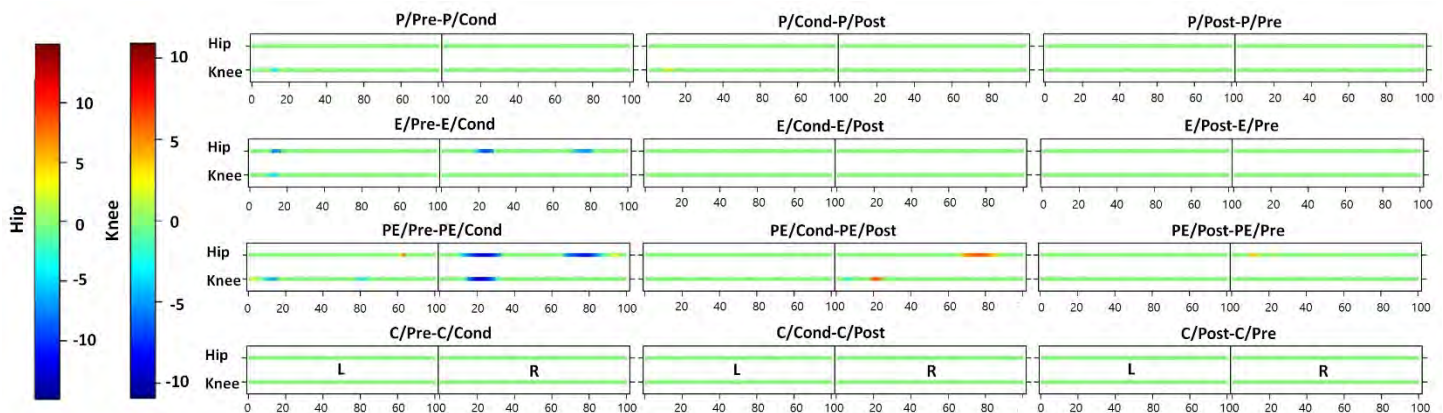 P/Pre-P/Cond
P/Cond-P/Post
P/Post-P/Pre
Hip
Knee
0 20 40 60 80 100 20 40 60 80 100
20 40 60 80 100 20 40 60 80
0 20 40 60 80 100 20 40 60 80 100
E/Pre-E/Cond
E/Cond-E/Post
E/Post-E/Pre
Hip
Knee
0 20 40 60 80 100 20 40 60 80 100
20 40 60 80 100 20 40 60 80
0 20 40 60 80 100 20 40 60 80 100
PE/Pre-PE/Cond
PE/Cond-PE/Post
PE/Post-PE/Pre
Hip
Knee
0 20 40 60 80 100 20 40 60 80 100
20 40 60 80 100 20 40 60 80
0 20 40 60 80 100 20 40 60 80 100
C/Pre-C/Cond
C/Cond-C/Post
C/Post-C/Pre
Hip
Knee
L R
L R
L R
0 20 40 60 80 100 20 40 60 80 100
20 40 60 80 100 20 40 60 80
0 20 40 60 80 100 20 40 60 80 100
Hip
10
5
0
-5
-10
Knee
10
5
0
-5
-10